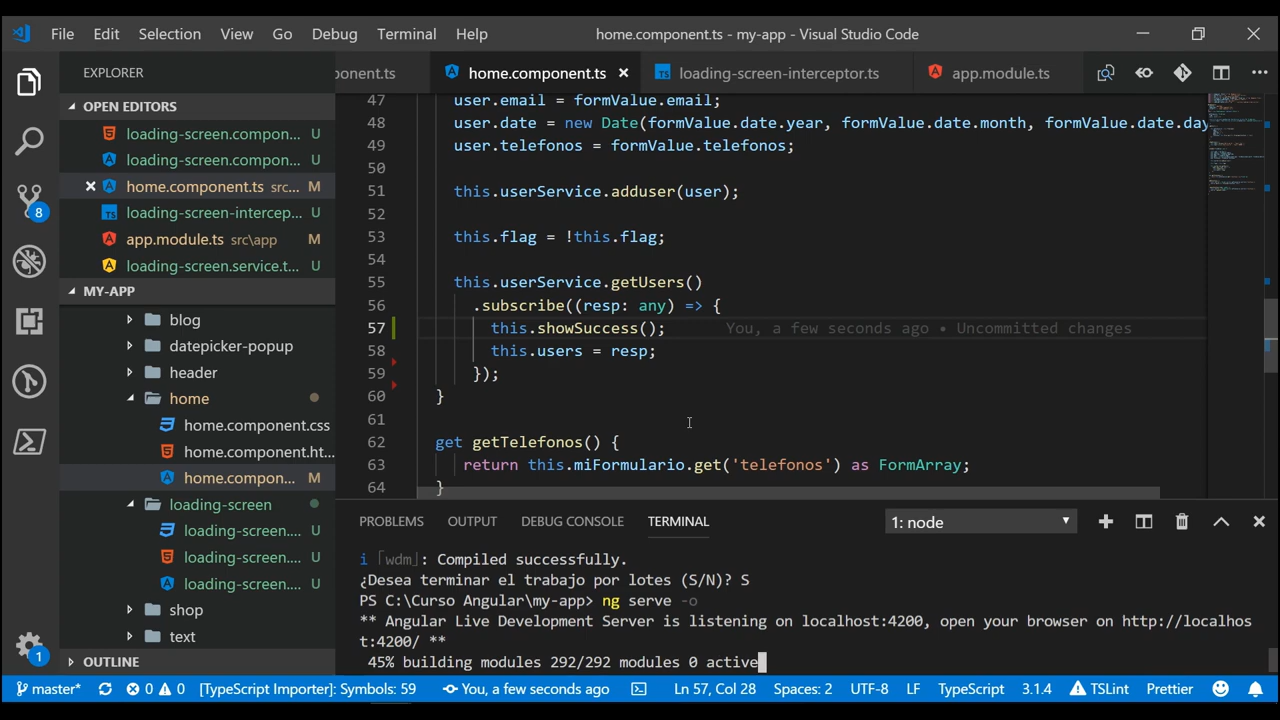 File Edit Selection View Go Debug Terminal Help home.component.ts - my-app - Visual Studio Code
EXPLORER
ponent.ts home.component.ts × TS loading-screen-interceptor.ts app.module.ts
OPEN EDITORS
loading-screen.compon... U
loading-screen.compon... U
home.component.ts src... M
TS loading-screen-intercep... U
app.module.ts src\app M
loading-screen.service.t... U
MY-APP
blog
datepicker-popup
header
home
home.component.css
home.component.ht...
home.compon... M
loading-screen
loading-screen.... U
loading-screen.... U
loading-screen.... U
shop
text
OUTLINE
8
1
47 user.email = formValue.email;
48 user.date = new Date(formValue.date.year, formValue.date.month, formValue.date.day
49 user.telefonos = formValue.telefonos;
50
51 this.userService.adduser(user);
52
53 this.flag = !this.flag;
54
55 this.userService.getUsers()
56 .subscribe((resp: any) => {
57 this.showSuccess(); You, a few seconds ago • Uncommitted changes
58 this.users = resp;
59 });
60 }
61
62 get getTelefonos() {
63 return this.miFormulario.get('telefonos') as FormArray;
64 }
PROBLEMS OUTPUT DEBUG CONSOLE TERMINAL 1: node
i ｢wdm｣: Compiled successfully.
¿Desea terminar el trabajo por lotes (S/N)? S
PS C:\Curso Angular\my-app> ng serve -o
** Angular Live Development Server is listening on localhost:4200, open your browser on http://localhos
t:4200/ **
45% building modules 292/292 modules 0 active
master* 0 0 [TypeScript Importer]: Symbols: 59 You, a few seconds ago Ln 57, Col 28 Spaces: 2 UTF-8 LF TypeScript 3.1.4 TSLint Prettier